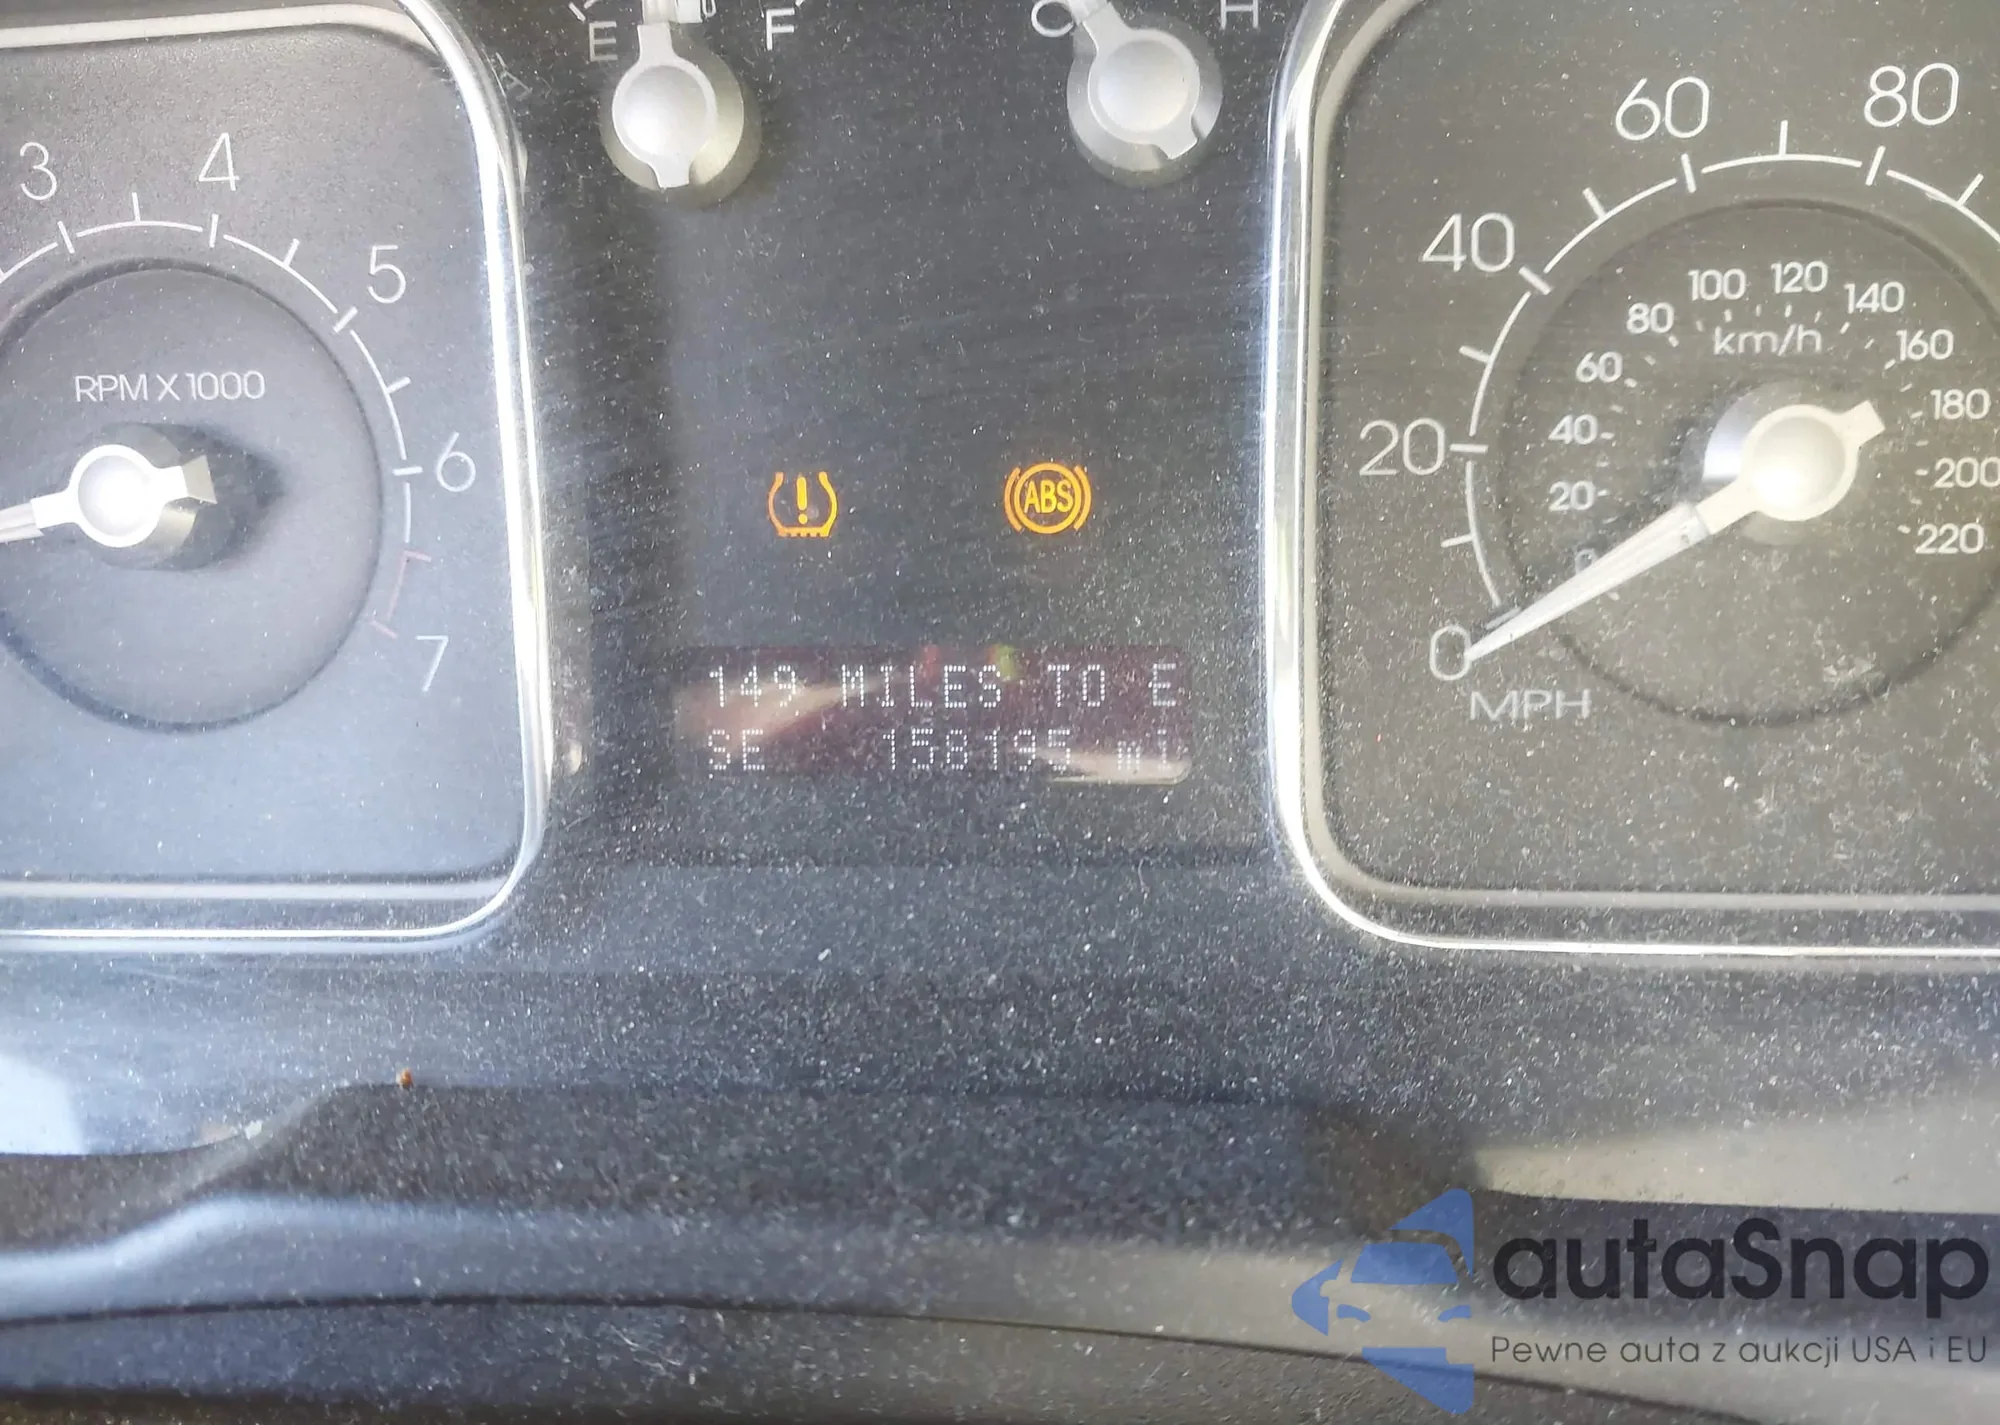 E F C H
3 4 5 6 7
RPM X 1000
ABS
149 MILES TO E
SE 158195 mi
0 20 40 60 80
MPH
0 20 40 60 80 100 120 140 160 180 200 220
km/h
autaSnap
Pewne auta z aukcji USA i EU